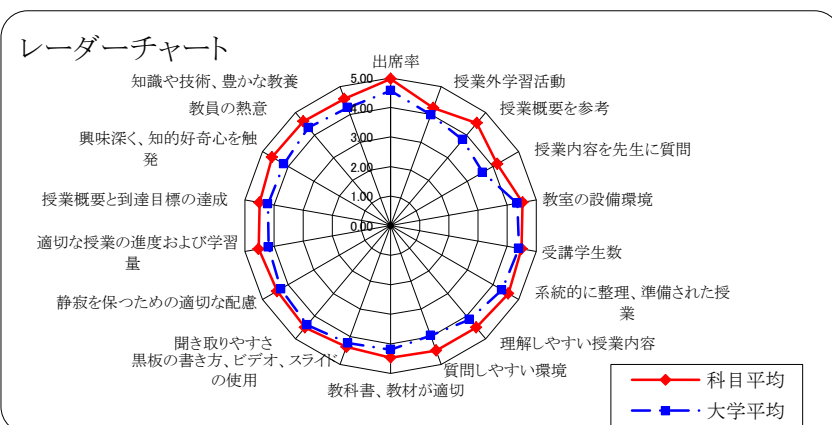 レーダーチャート
出席率
授業外学習活動
授業概要を参考
授業内容を先生に質問
教室の設備環境
受講学生数
系統的に整理、準備された授
業
理解しやすい授業内容
質問しやすい環境
教科書、教材が適切
黒板の書き方、ビデオ、スライド
の使用
聞き取りやすさ
静寂を保つための適切な配慮
適切な授業の進度および学習
量
授業概要と到達目標の達成
興味深く、知的好奇心を触
発
教員の熱意
知識や技術、豊かな教養
5.00
4.00
3.00
2.00
1.00
0.00
科目平均
大学平均